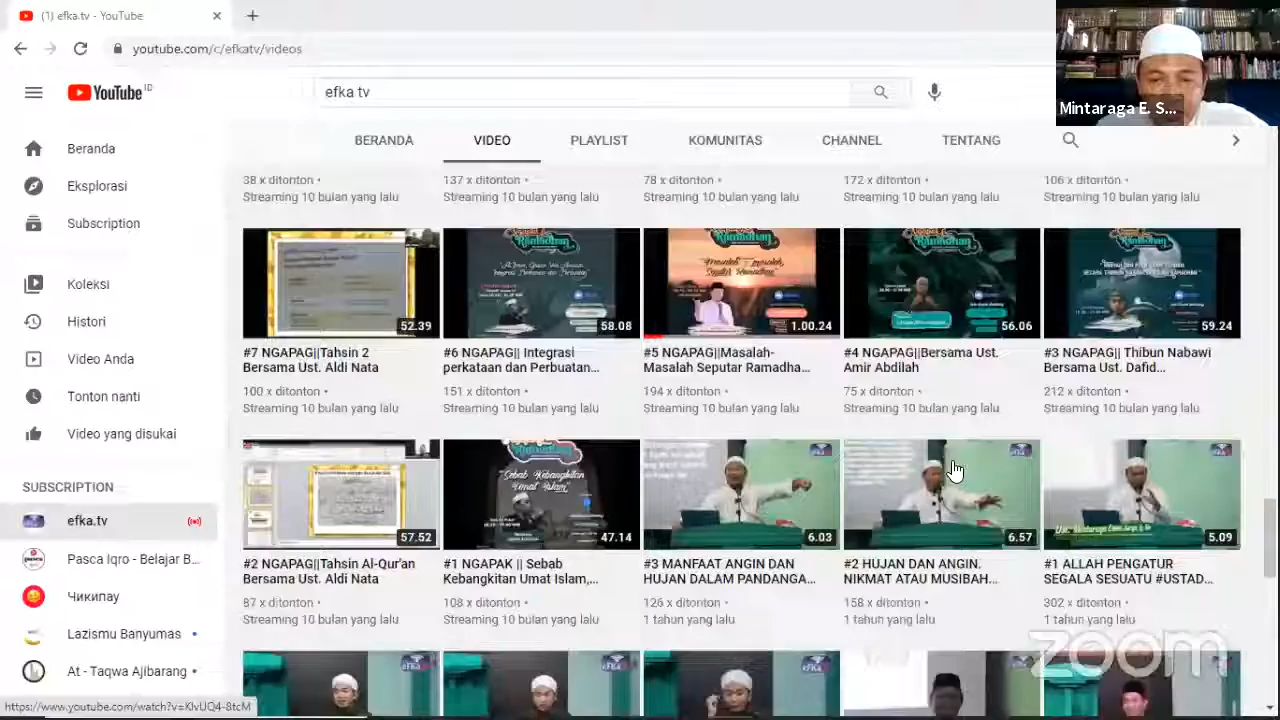 (1) efka.tv - YouTube
youtube.com/c/efkatv/videos
YouTube ID
efka tv
Mintaraga E. S...
BERANDA VIDEO PLAYLIST KOMUNITAS CHANNEL TENTANG
Beranda
Eksplorasi
Subscription
Koleksi
Histori
Video Anda
Tonton nanti
Video yang disukai
SUBSCRIPTION
efka.tv
Pasca Iqro - Belajar B...
Чикипау
Lazismu Banyumas
At - Taqwa Ajibarang
38 x ditonton •
Streaming 10 bulan yang lalu
137 x ditonton •
Streaming 10 bulan yang lalu
78 x ditonton •
Streaming 10 bulan yang lalu
172 x ditonton •
Streaming 10 bulan yang lalu
106 x ditonton •
Streaming 10 bulan yang lalu
52.39
#7 NGAPAG||Tahsin 2
Bersama Ust. Aldi Nata
100 x ditonton •
Streaming 10 bulan yang lalu
Ramadhan
58.08
#6 NGAPAG|| Integrasi
perkataan dan Perbuatan...
151 x ditonton •
Streaming 10 bulan yang lalu
Ramadhan
1.00.24
#5 NGAPAG||Masalah-
Masalah Seputar Ramadha...
194 x ditonton •
Streaming 10 bulan yang lalu
Ramadhan
56.06
#4 NGAPAG||Bersama Ust.
Amir Abdilah
75 x ditonton •
Streaming 10 bulan yang lalu
Ramadhan
59.24
#3 NGAPAG|| Thibun Nabawi
Bersama Ust. Dafid...
212 x ditonton •
Streaming 10 bulan yang lalu
57.52
#2 NGAPAG||Tahsin Al-Qur'an
Bersama Ust. Aldi Nata
87 x ditonton •
Streaming 10 bulan yang lalu
Ramadhan
"Sebab Kebangkitan
Umat Islam"
47.14
#1 NGAPAK || Sebab
Kebangkitan Umat Islam,...
108 x ditonton •
Streaming 10 bulan yang lalu
6.03
#3 MANFAAT ANGIN DAN
HUJAN DALAM PANDANGA...
126 x ditonton •
1 tahun yang lalu
6.57
#2 HUJAN DAN ANGIN.
NIKMAT ATAU MUSIBAH...
158 x ditonton •
1 tahun yang lalu
5.09
#1 ALLAH PENGATUR
SEGALA SESUATU #USTAD...
302 x ditonton •
1 tahun yang lalu
zoom
https://www.youtube.com/watch?v=KlvUQ4-8tcM